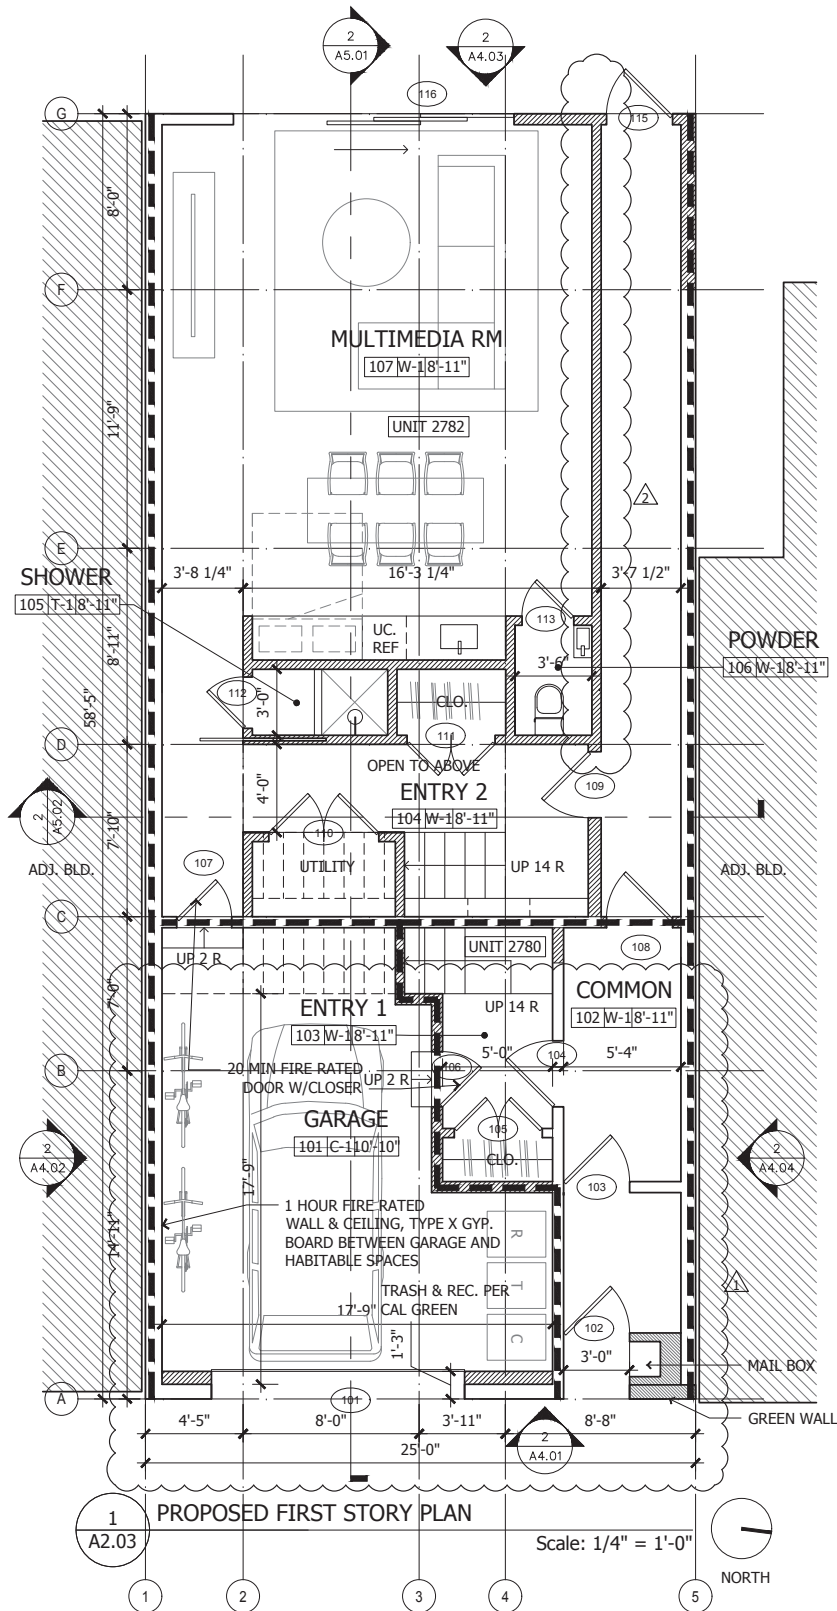 2
A5.01
2
A4.03
116
G
115
8'-0"
F
MULTIMEDIA RM
107 W-1 8'-11"
11'-9"
UNIT 2782
2
E
3'-8 1/4"
16'-3 1/4"
3'-7 1/2"
SHOWER
105 T-1 8'-11"
UC.
REF
113
POWDER
106 W-1 8'-11"
8'-11"
58'-5"
3'-6"
112
3'-0"
CLO.
111
D
OPEN TO ABOVE
109
4'-0"
ENTRY 2
104 W-1 8'-11"
2
A5.02
7'-10"
110
ADJ. BLD.
107
UTILITY
UP 14 R
ADJ. BLD.
C
UP 2 R
UNIT 2780
108
7'-0"
ENTRY 1
103 W-1 8'-11"
UP 14 R
COMMON
102 W-1 8'-11"
B
20 MIN FIRE RATED
DOOR W/CLOSER
UP 2 R
106
5'-0"
104
5'-4"
GARAGE
101 C-1 10'-10"
105
CLO.
2
A4.02
2
A4.04
17'-9"
103
14'-11"
1 HOUR FIRE RATED
WALL & CEILING, TYPE X GYP.
BOARD BETWEEN GARAGE AND
HABITABLE SPACES
R
T
C
TRASH & REC. PER
CAL GREEN
1
17'-9"
1'-3"
102
3'-0"
MAIL BOX
A
101
GREEN WALL
4'-5"
8'-0"
3'-11"
8'-8"
2
A4.01
25'-0"
1
A2.03
PROPOSED FIRST STORY PLAN
Scale: 1/4" = 1'-0"
NORTH
1
2
3
4
5